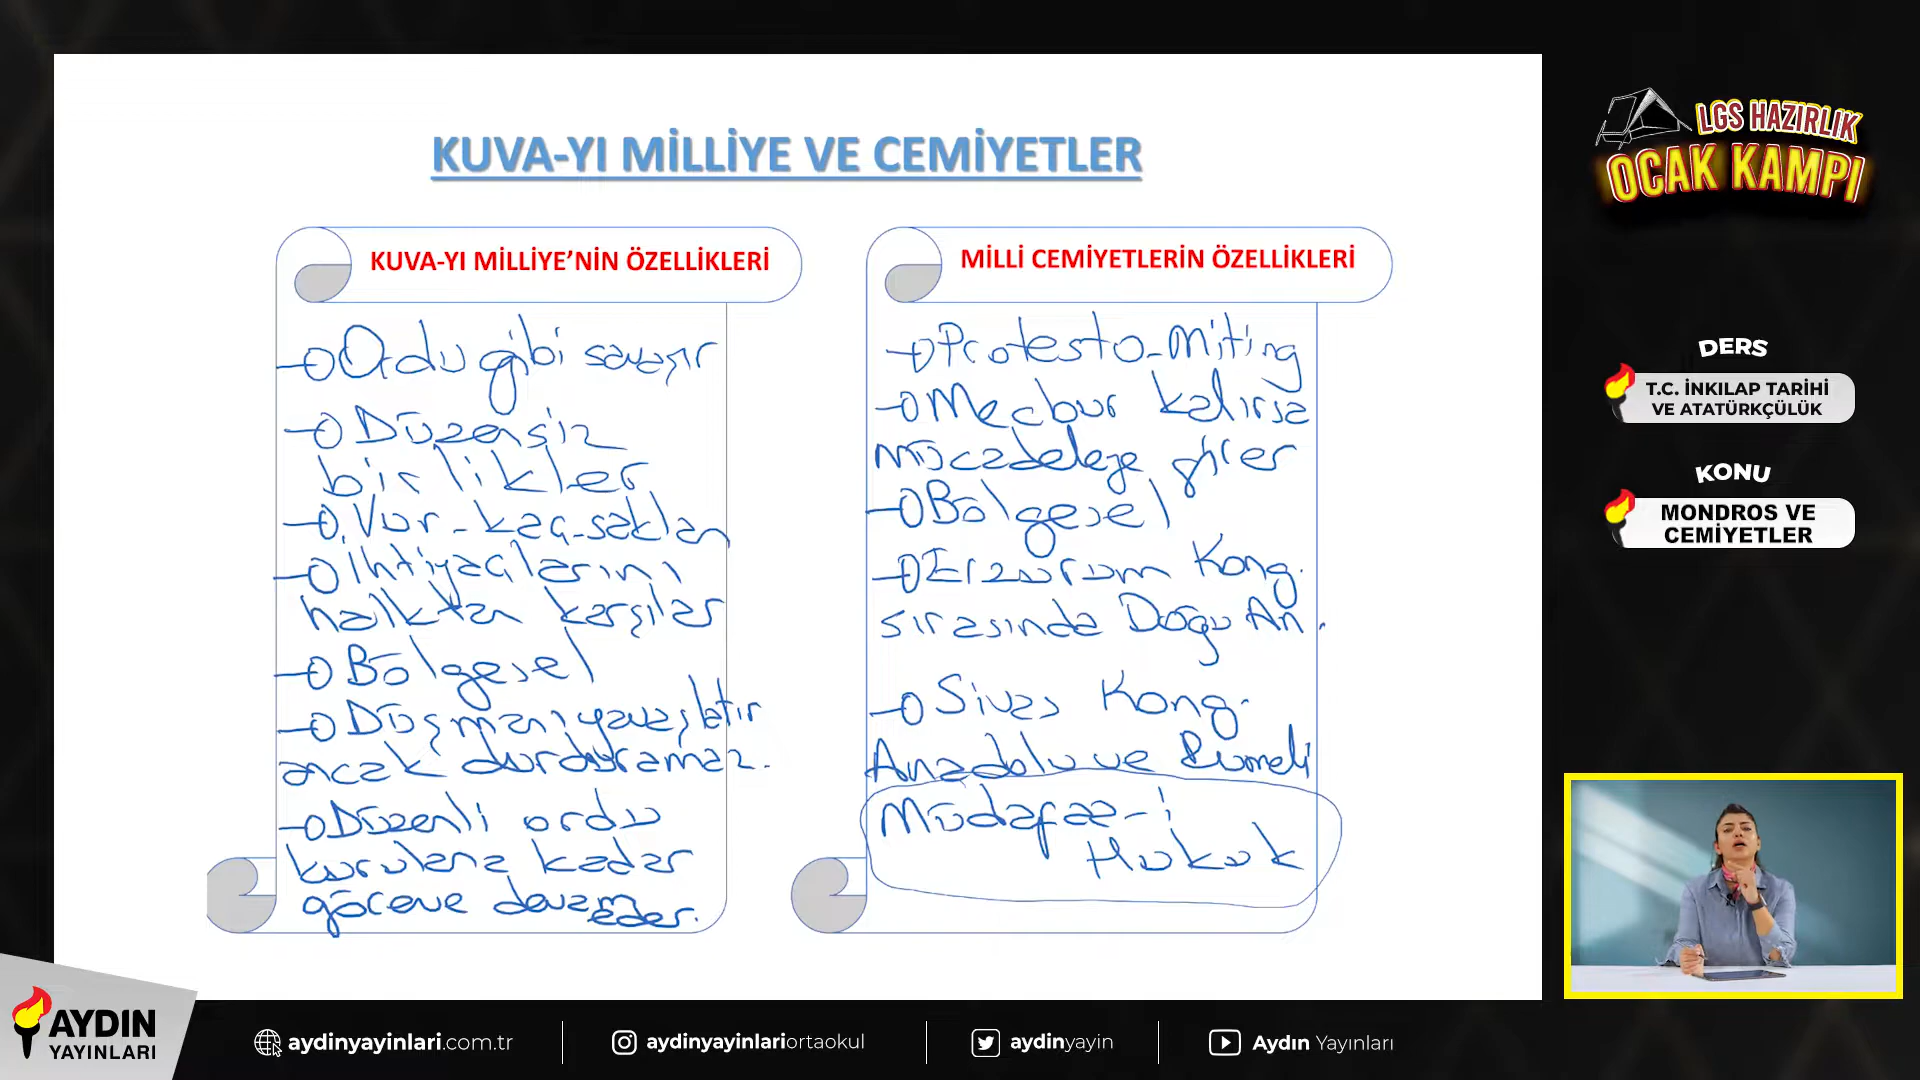 KUVA-YI MİLLİYE VE CEMİYETLER
KUVA-YI MİLLİYE'NİN ÖZELLİKLERİ
Ordu gibi savaşır
Düzensiz
birlikler
Vur-kaç-saklan
İhtiyaçlarını
halktan karşılar
Bölgesel
Düşmanı yavaşlatır
ancak durduramaz.
Düzenli ordu
kurulana kadar
göreve devam
eder.
MİLLİ CEMİYETLERİN ÖZELLİKLERİ
Protesto-Miting
Mecbur kalırsa
mücadeleye girer
Bölgesel
Erzurum Kong.
sırasında Doğu An.
Sivas Kong.
Anadolu ve Rumeli
Müdafaa-i
Hukuk
LGS HAZIRLIK
OCAK KAMPI
DERS
T.C. İNKILAP TARİHİ
VE ATATÜRKÇÜLÜK
KONU
MONDROS VE
CEMİYETLER
AYDIN
YAYINLARI
aydinyayinlari.com.tr
aydinyayinlariortaokul
aydinyayin
Aydın Yayınları